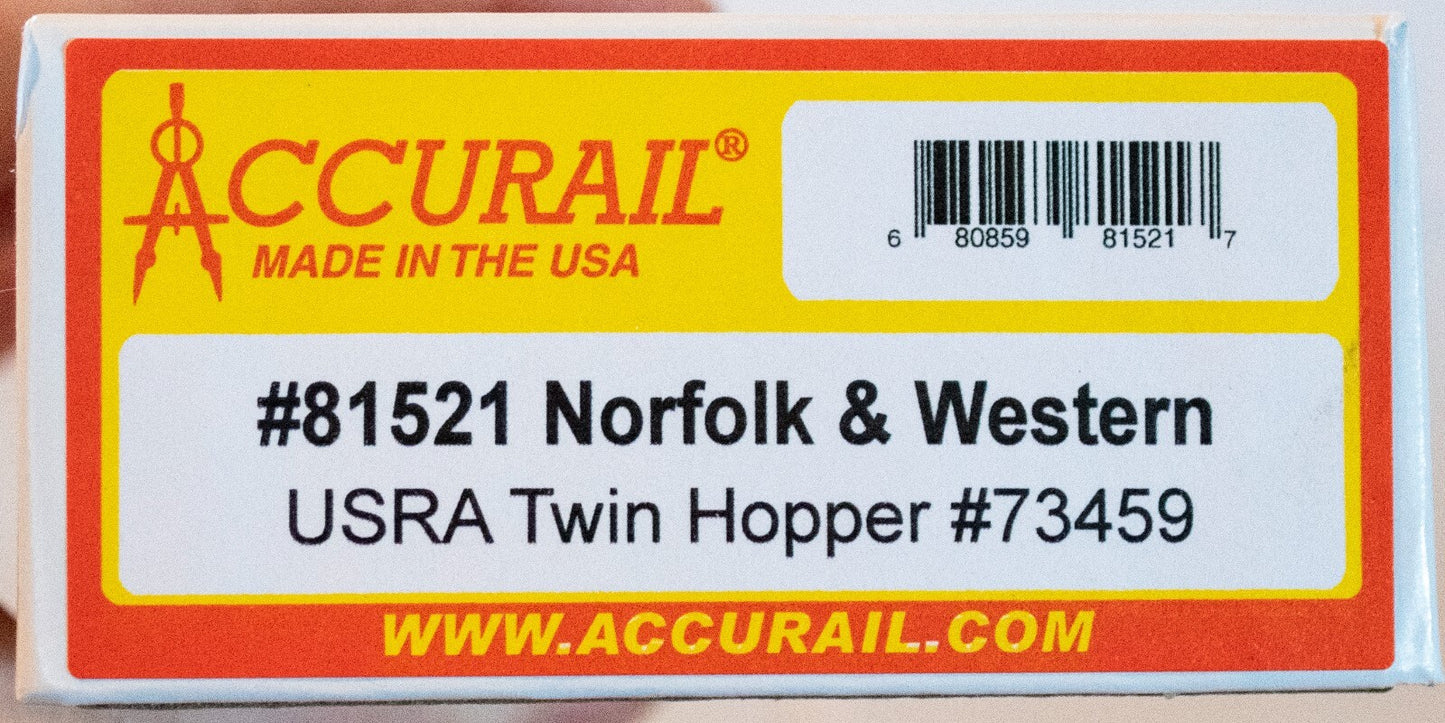 ACCURAIL®
MADE IN THE USA
6 80859 81521 7
#81521 Norfolk & Western
USRA Twin Hopper #73459
WWW.ACCURAIL.COM